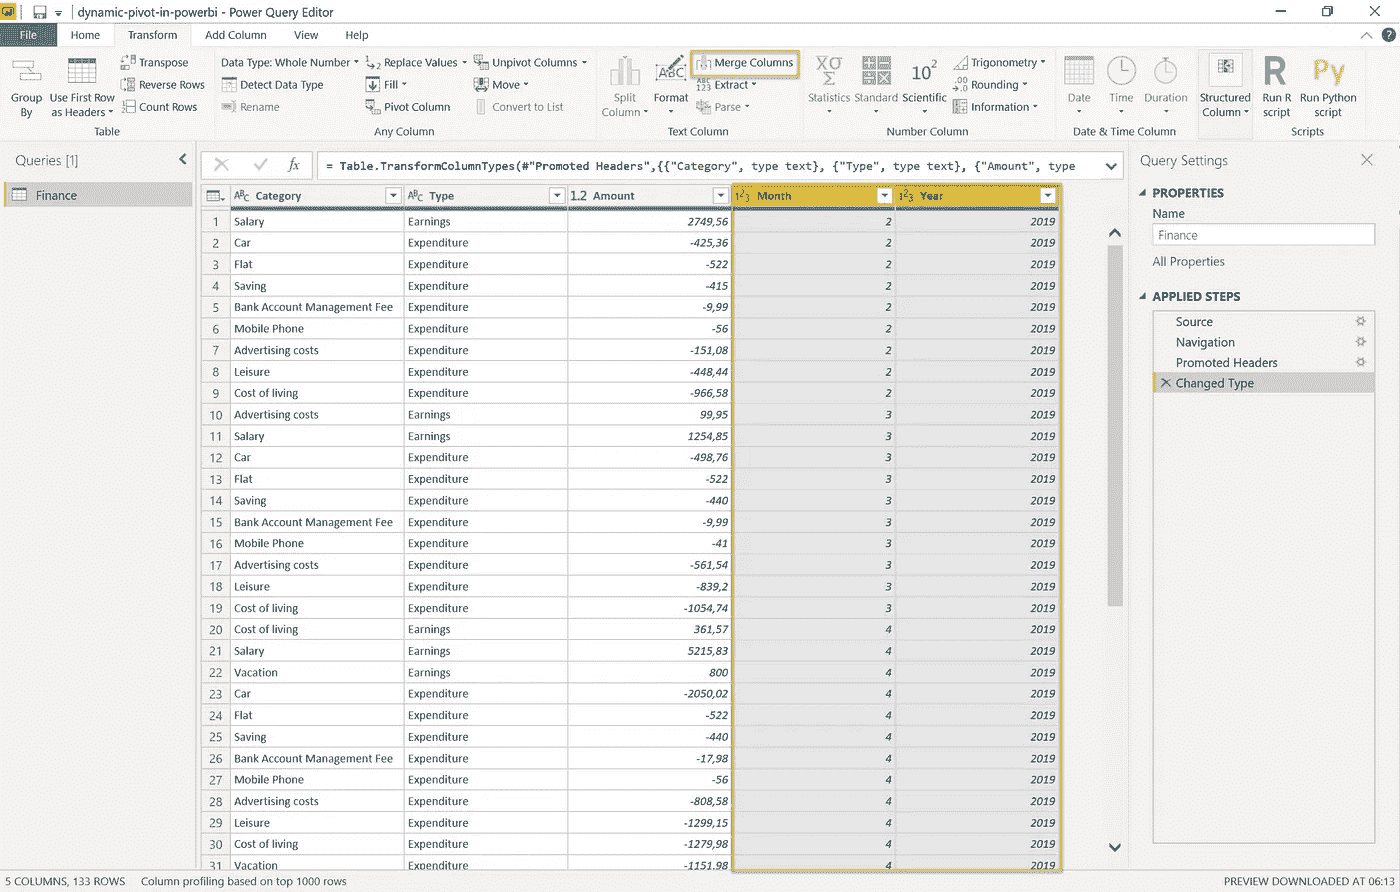 dynamic-pivot-in-powerbi - Power Query Editor
File Home Transform Add Column View Help
Group By
Use First Row as Headers
Transpose
Reverse Rows
Count Rows
Table
Data Type: Whole Number
Detect Data Type
Rename
Replace Values
Fill
Pivot Column
Unpivot Columns
Move
Convert to List
Any Column
Split Column
Format
ABC
Merge Columns
ABC 123 Extract
Parse
Text Column
XΣ σ Statistics
Standard
10² Scientific
Trigonometry
.00 Rounding
Information
Number Column
Date
Time
Duration
Date & Time Column
Structured Column
R Run R script
Py Run Python script
Scripts
Queries [1]
Finance
fx = Table.TransformColumnTypes(#"Promoted Headers",{{"Category", type text}, {"Type", type text}, {"Amount", type
ABC Category ABC Type 1.2 Amount 123 Month 123 Year
1 Salary Earnings 2749,56 2 2019
2 Car Expenditure -425,36 2 2019
3 Flat Expenditure -522 2 2019
4 Saving Expenditure -415 2 2019
5 Bank Account Management Fee Expenditure -9,99 2 2019
6 Mobile Phone Expenditure -56 2 2019
7 Advertising costs Expenditure -151,08 2 2019
8 Leisure Expenditure -448,44 2 2019
9 Cost of living Expenditure -966,58 2 2019
10 Advertising costs Earnings 99,95 3 2019
11 Salary Earnings 1254,85 3 2019
12 Car Expenditure -498,76 3 2019
13 Flat Expenditure -522 3 2019
14 Saving Expenditure -440 3 2019
15 Bank Account Management Fee Expenditure -9,99 3 2019
16 Mobile Phone Expenditure -41 3 2019
17 Advertising costs Expenditure -561,54 3 2019
18 Leisure Expenditure -839,2 3 2019
19 Cost of living Expenditure -1054,74 3 2019
20 Cost of living Earnings 361,57 4 2019
21 Salary Earnings 5215,83 4 2019
22 Vacation Earnings 800 4 2019
23 Car Expenditure -2050,02 4 2019
24 Flat Expenditure -522 4 2019
25 Saving Expenditure -440 4 2019
26 Bank Account Management Fee Expenditure -17,98 4 2019
27 Mobile Phone Expenditure -56 4 2019
28 Advertising costs Expenditure -808,58 4 2019
29 Leisure Expenditure -1299,15 4 2019
30 Cost of living Expenditure -1279,98 4 2019
31 Vacation Expenditure -1151,98 4 2019
Query Settings
PROPERTIES
Name
Finance
All Properties
APPLIED STEPS
Source
Navigation
Promoted Headers
Changed Type
5 COLUMNS, 133 ROWS Column profiling based on top 1000 rows PREVIEW DOWNLOADED AT 06:13